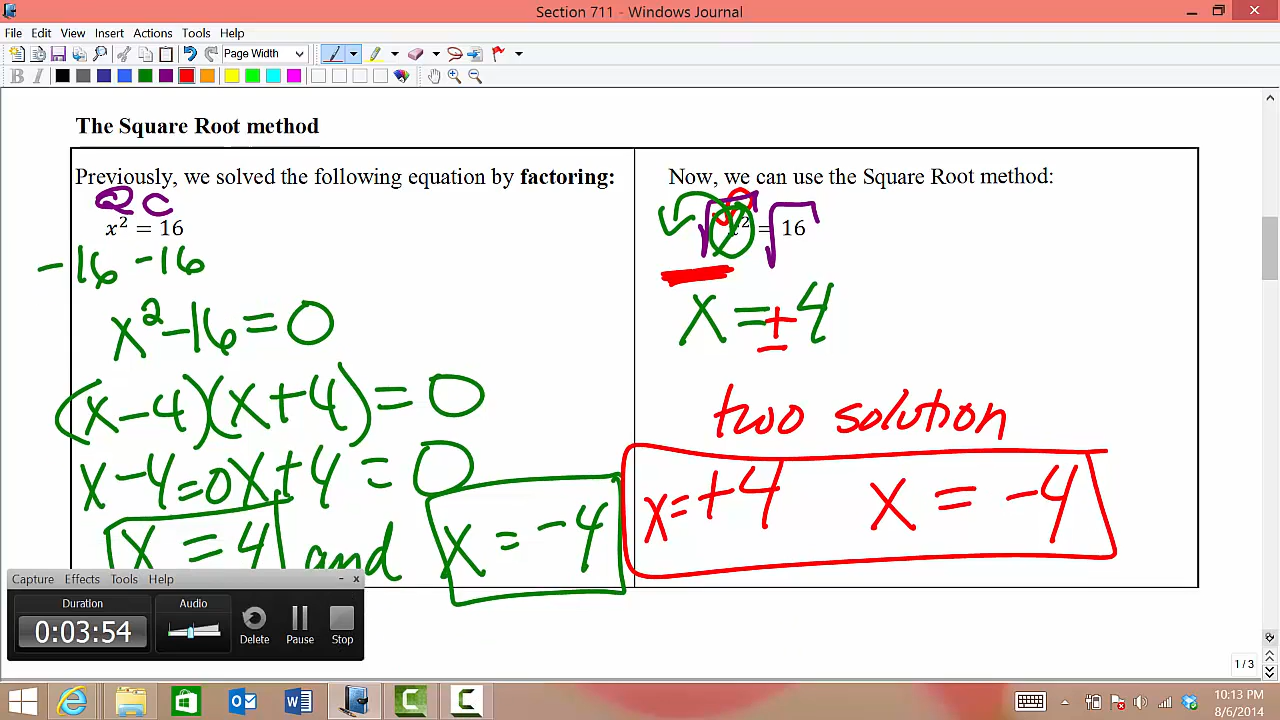 Section 711 - Windows Journal
File Edit View Insert Actions Tools Help
Page Width
B I
The Square Root method
Previously, we solved the following equation by factoring:
x² = 16
-16 -16
x² - 16 = 0
(x - 4)(x + 4) = 0
x - 4 = 0 x + 4 = 0
x = 4 and x = -4
Now, we can use the Square Root method:
√x² = √16
x = ± 4
two solution
x = +4 x = -4
Capture Effects Tools Help
Duration
0:03:54
Audio
Delete Pause Stop
1 / 3
10:13 PM
8/6/2014